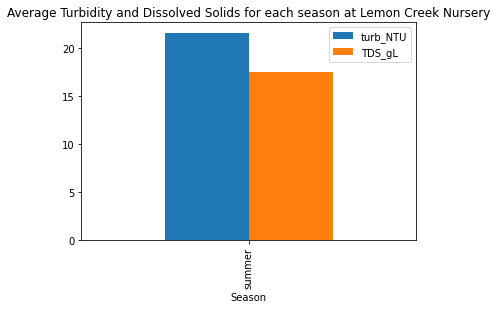 Average Turbidity and Dissolved Solids for each season at Lemon Creek Nursery
turb_NTU
TDS_gL
20
15
10
5
0
summer
Season